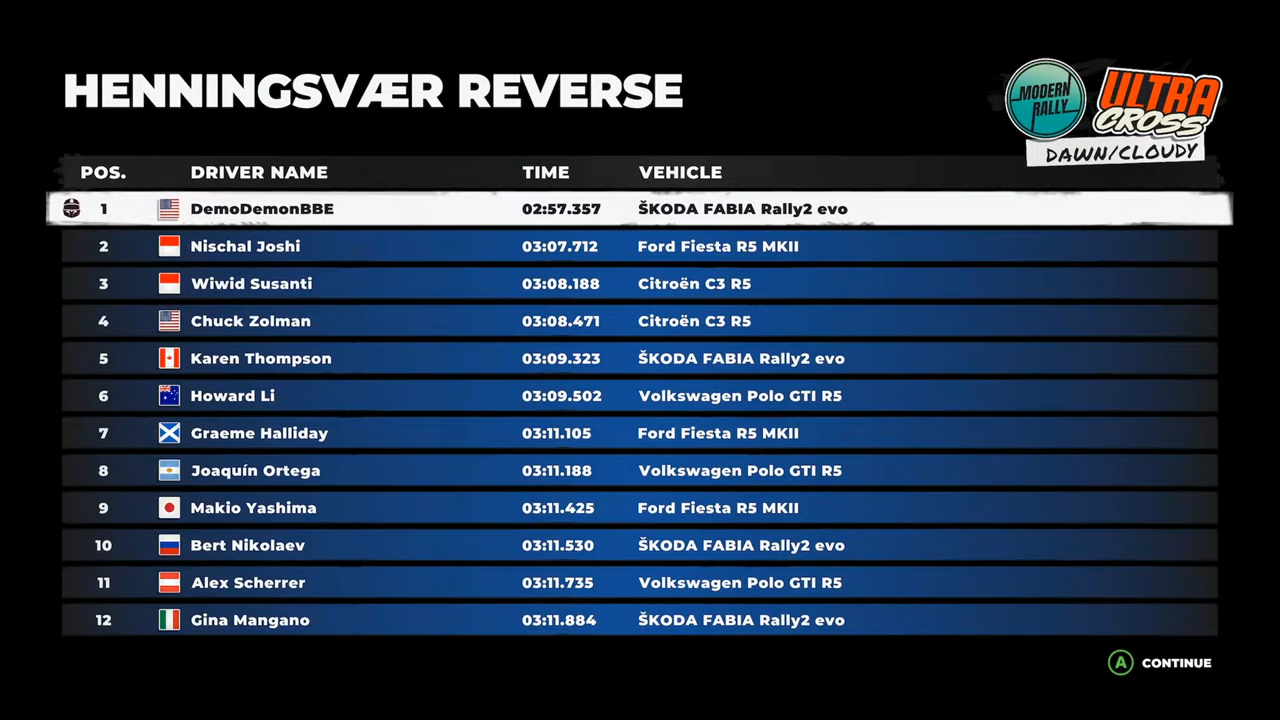 HENNINGSVÆR REVERSE
MODERN
RALLY
ULTRA
CROSS
DAWN/CLOUDY
POS. DRIVER NAME TIME VEHICLE
1 DemoDemonBBE 02:57.357 ŠKODA FABIA Rally2 evo
2 Nischal Joshi 03:07.712 Ford Fiesta R5 MKII
3 Wiwid Susanti 03:08.188 Citroën C3 R5
4 Chuck Zolman 03:08.471 Citroën C3 R5
5 Karen Thompson 03:09.323 ŠKODA FABIA Rally2 evo
6 Howard Li 03:09.502 Volkswagen Polo GTI R5
7 Graeme Halliday 03:11.105 Ford Fiesta R5 MKII
8 Joaquín Ortega 03:11.188 Volkswagen Polo GTI R5
9 Makio Yashima 03:11.425 Ford Fiesta R5 MKII
10 Bert Nikolaev 03:11.530 ŠKODA FABIA Rally2 evo
11 Alex Scherrer 03:11.735 Volkswagen Polo GTI R5
12 Gina Mangano 03:11.884 ŠKODA FABIA Rally2 evo
A CONTINUE